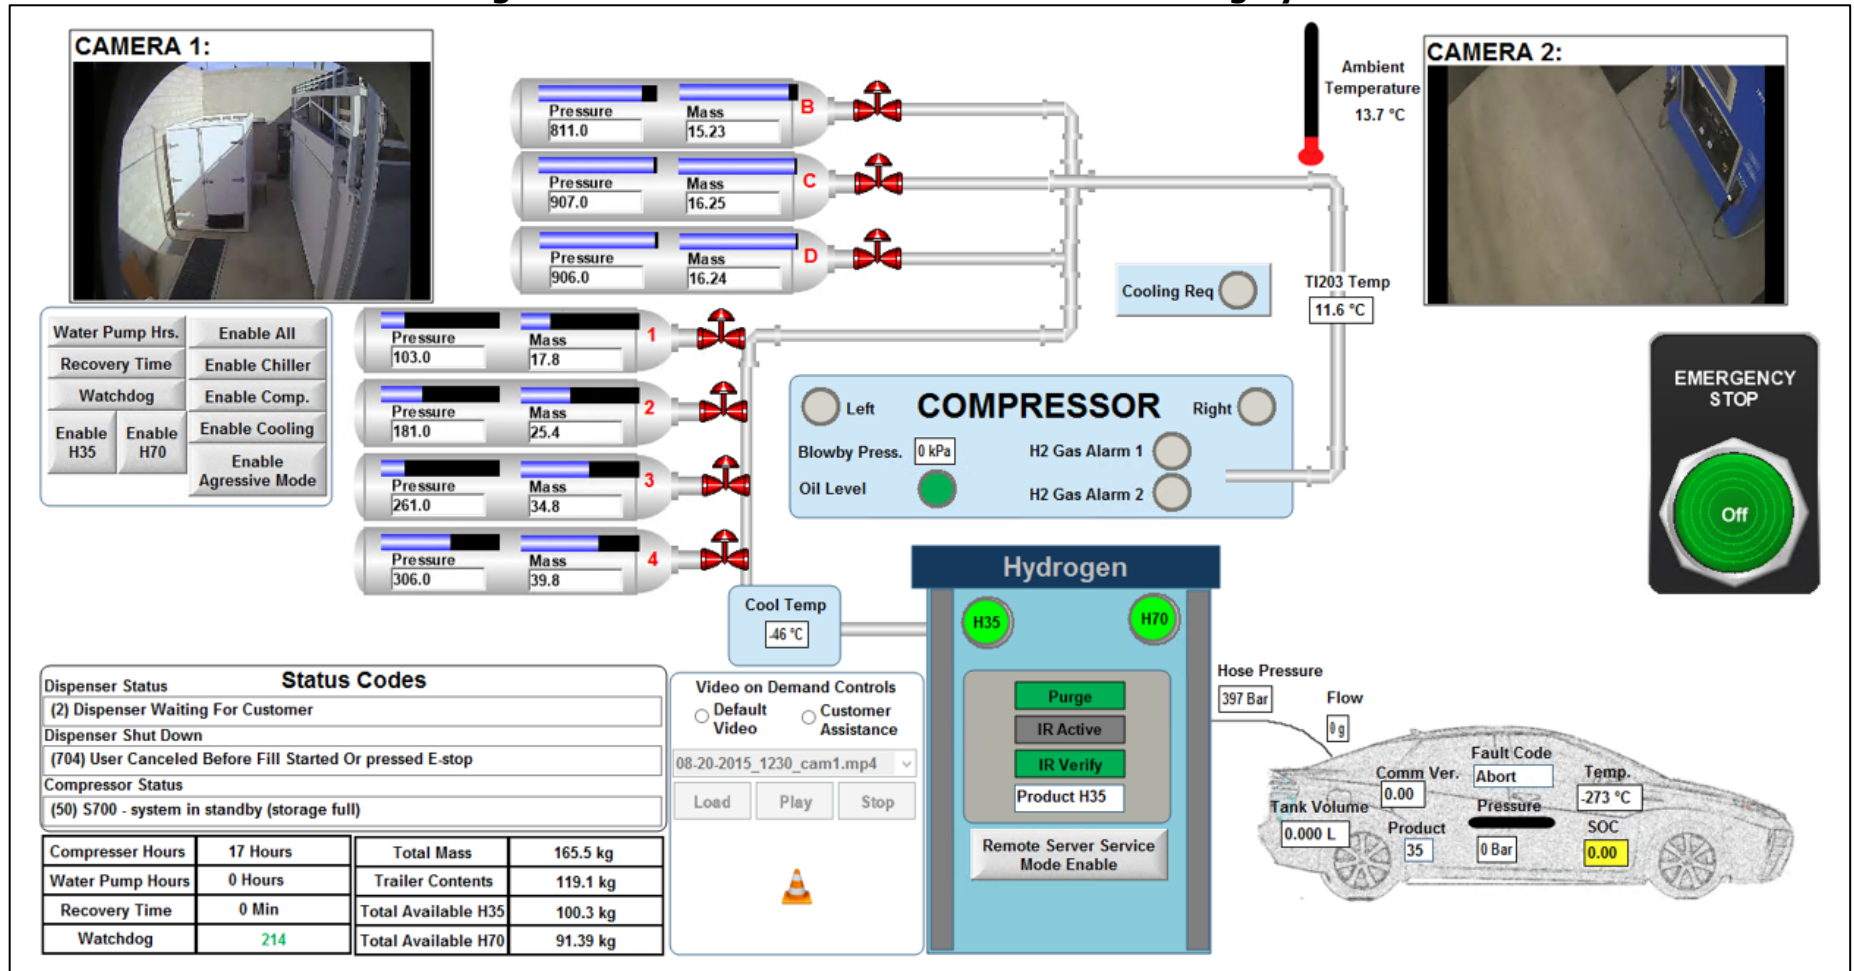 CAMERA 1:
Pressure
811.0
Mass
15.23
B
Pressure
907.0
Mass
16.25
C
Pressure
906.0
Mass
16.24
D
Ambient
Temperature
13.7 °C
CAMERA 2:
Cooling Req
TI203 Temp
11.6 °C
Water Pump Hrs.
Enable All
Recovery Time
Enable Chiller
Watchdog
Enable Comp.
Enable
H35
Enable
H70
Enable Cooling
Enable
Agressive Mode
Pressure
103.0
Mass
17.8
1
Pressure
181.0
Mass
25.4
2
Pressure
261.0
Mass
34.8
3
Pressure
306.0
Mass
39.8
4
Left
COMPRESSOR
Right
Blowby Press.
0 kPa
H2 Gas Alarm 1
Oil Level
H2 Gas Alarm 2
EMERGENCY
STOP
Off
Cool Temp
-46 °C
Hydrogen
H35
H70
Purge
IR Active
IR Verify
Product H35
Remote Server Service
Mode Enable
Hose Pressure
397 Bar
Flow
0 g
Fault Code
Abort
Comm Ver.
0.00
Temp.
-273 °C
Tank Volume
0.000 L
Product
35
Pressure
0 Bar
SOC
0.00
Status Codes
Dispenser Status
(2) Dispenser Waiting For Customer
Dispenser Shut Down
(704) User Canceled Before Fill Started Or pressed E-stop
Compressor Status
(50) S700 - system in standby (storage full)
Video on Demand Controls
Default
Video
Customer
Assistance
08-20-2015_1230_cam1.mp4
Load
Play
Stop
Compresser Hours
17 Hours
Water Pump Hours
0 Hours
Recovery Time
0 Min
Watchdog
214
Total Mass
165.5 kg
Trailer Contents
119.1 kg
Total Available H35
100.3 kg
Total Available H70
91.39 kg